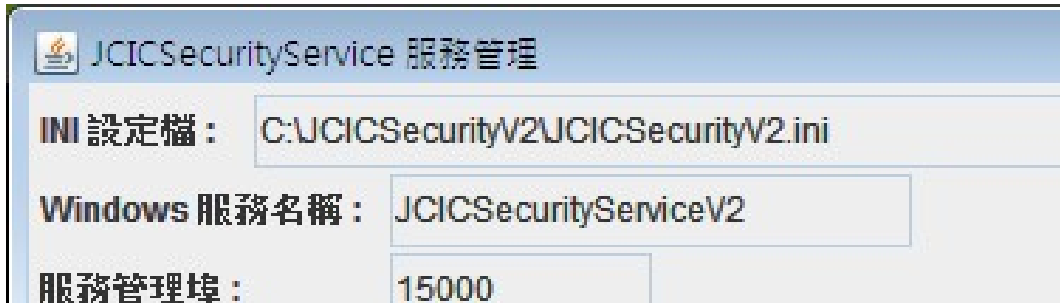 JCICSecurityService 服務管理
INI 設定檔 : C:\JCICSecurityV2\JCICSecurityV2.ini
Windows 服務名稱 : JCICSecurityServiceV2
服務管理埠 : 15000